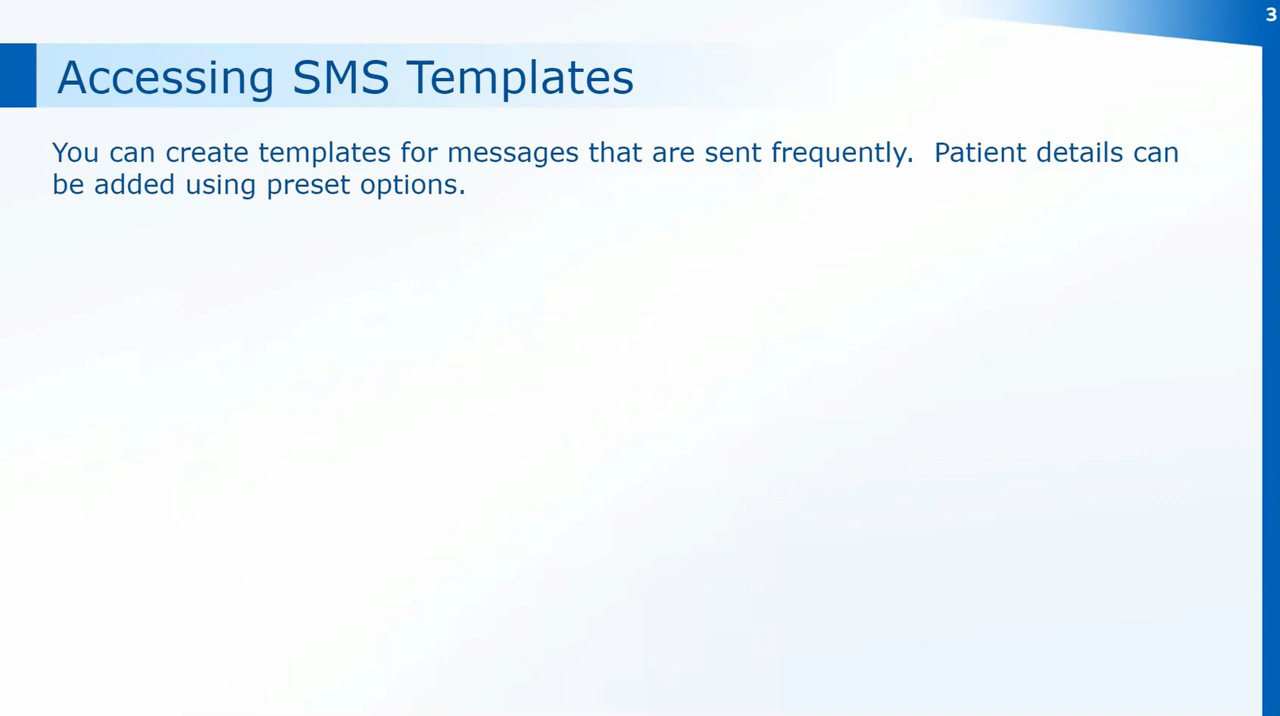 3
Accessing SMS Templates
You can create templates for messages that are sent frequently.  Patient details can
be added using preset options.